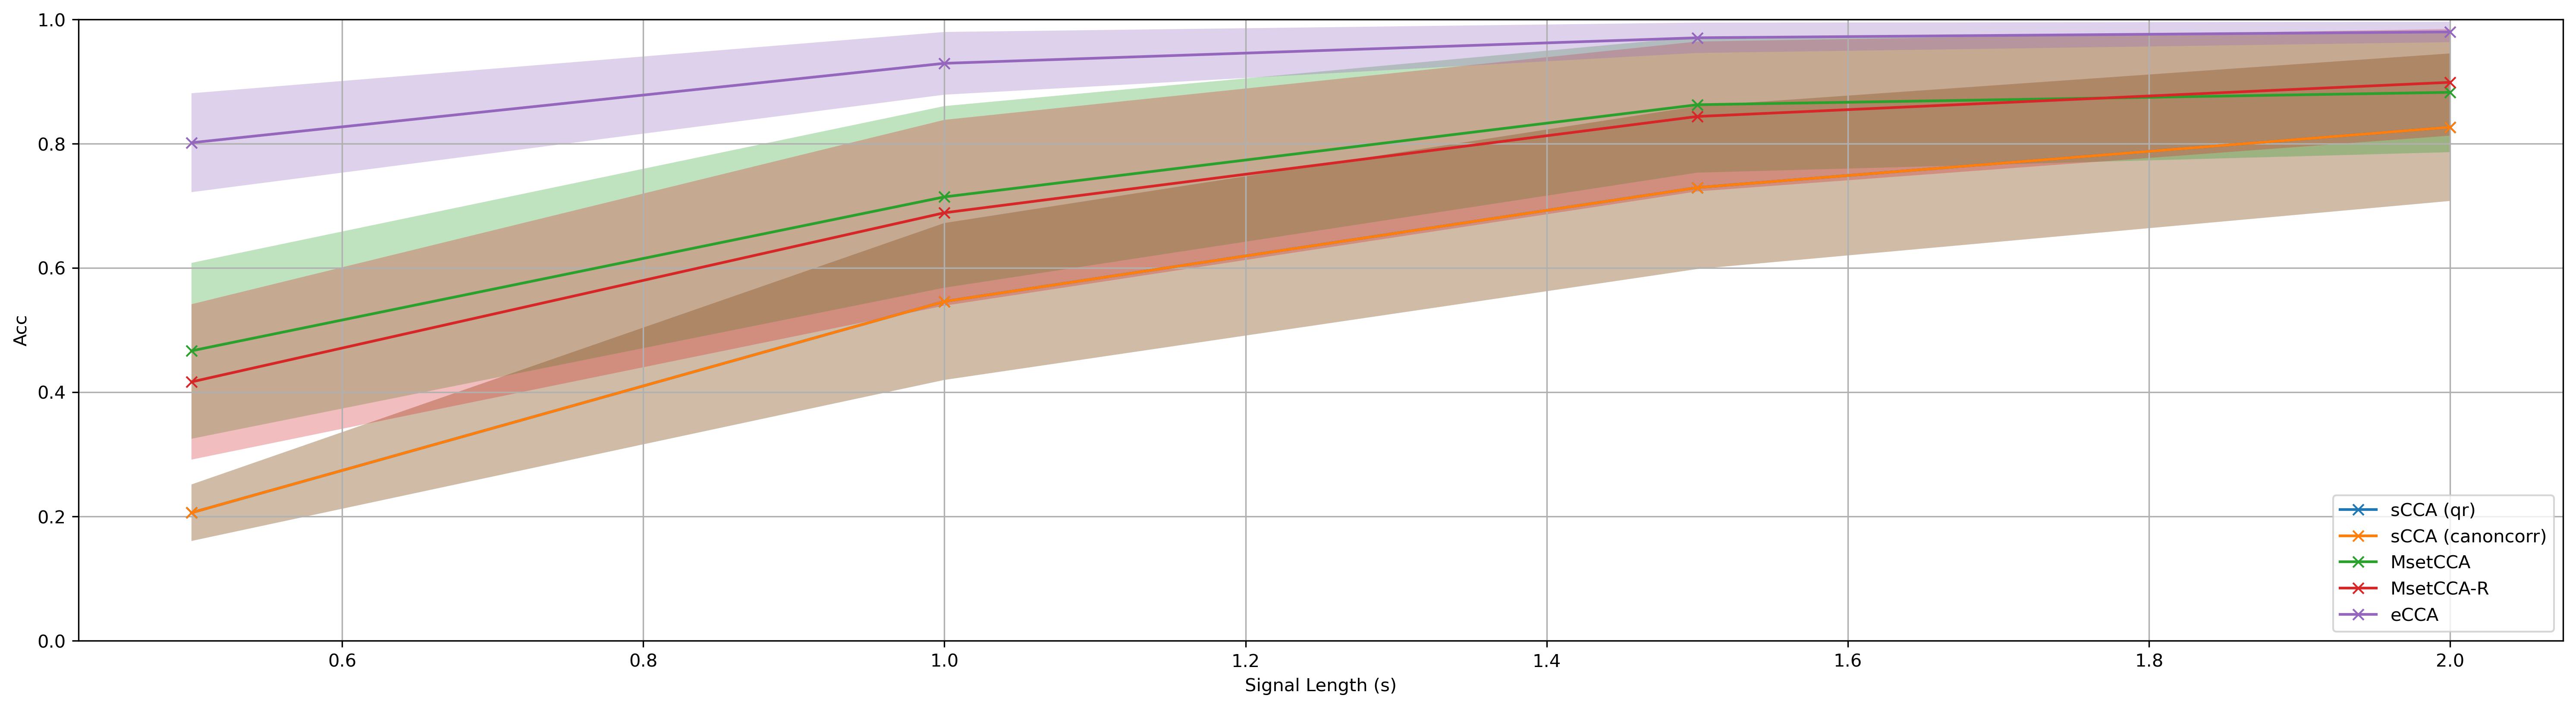 1.0
0.8
0.6
0.4
0.2
0.0
Acc
0.6 0.8 1.0 1.2 1.4 1.6 1.8 2.0
Signal Length (s)
sCCA (qr)
sCCA (canoncorr)
MsetCCA
MsetCCA-R
eCCA